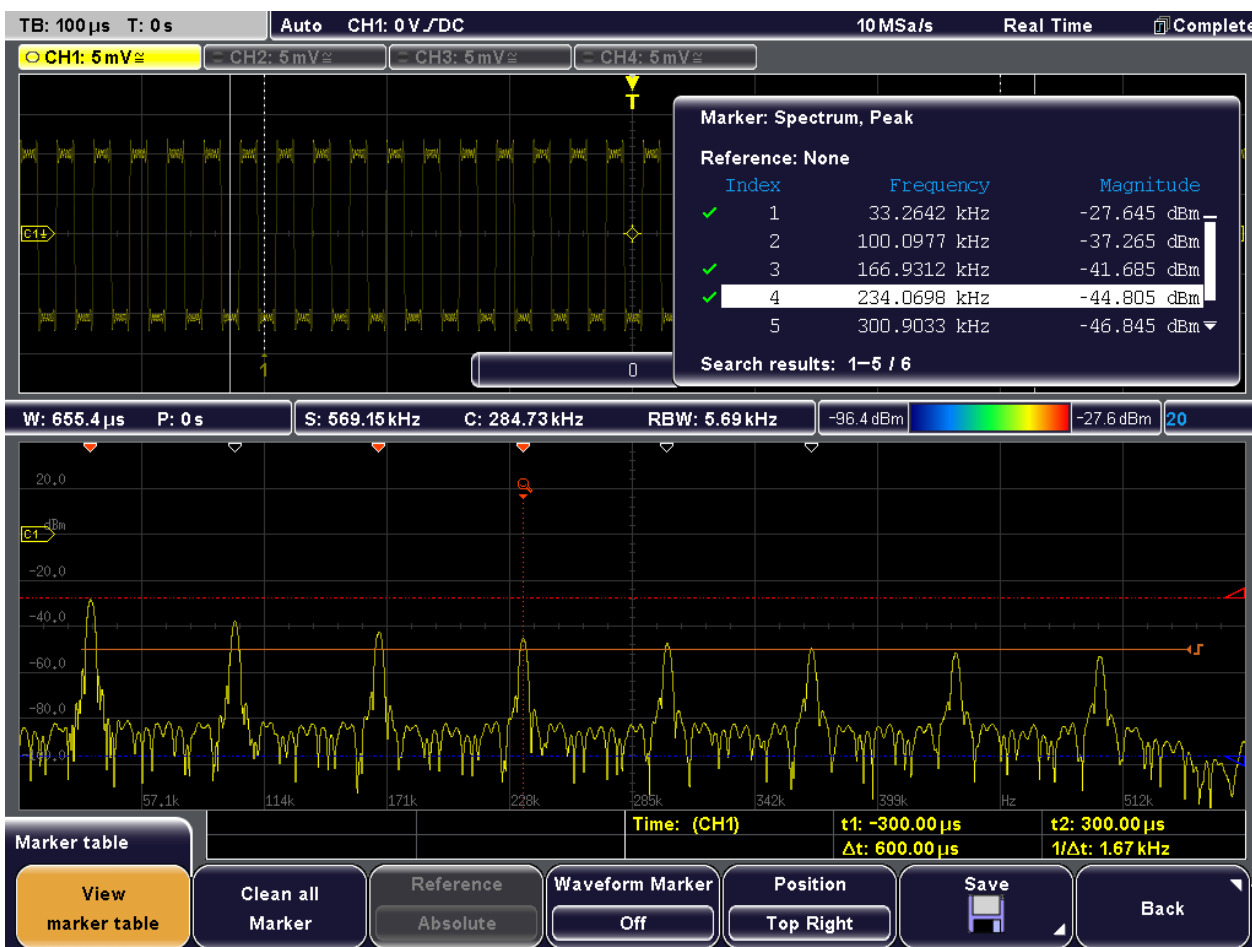 TB: 100 µs T: 0 s Auto CH1: 0 V DC 10 MSa/s Real Time Complete
CH1: 5 mV≅ CH2: 5 mV≅ CH3: 5 mV≅ CH4: 5 mV≅
T
Marker: Spectrum, Peak
Reference: None
Index Frequency Magnitude
✓ 1 33.2642 kHz -27.645 dBm
2 100.0977 kHz -37.265 dBm
✓ 3 166.9312 kHz -41.685 dBm
✓ 4 234.0698 kHz -44.805 dBm
5 300.9033 kHz -46.845 dBm
Search results: 1–5 / 6
C1
1
0
W: 655.4 µs P: 0 s S: 569.15 kHz C: 284.73 kHz RBW: 5.69 kHz -96.4 dBm -27.6 dBm 20
20.0
dBm
C1
-20.0
-40.0
-60.0
-80.0
-100.0
57.1k 114k 171k 228k 285k 342k 399k Hz 512k
Time: (CH1) t1: -300.00 µs t2: 300.00 µs
Δt: 600.00 µs 1/Δt: 1.67 kHz
Marker table
View
marker table
Clean all
Marker
Reference
Absolute
Waveform Marker
Off
Position
Top Right
Save
Back